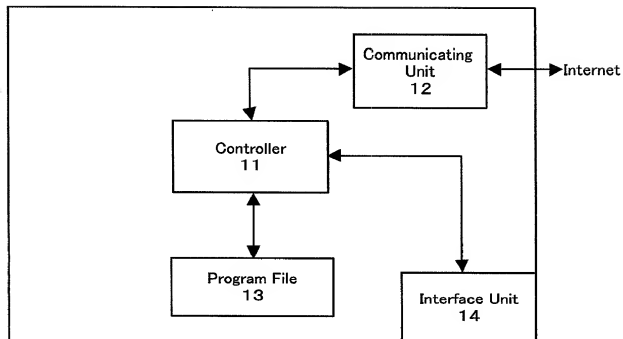 Communicating
Unit
12
Internet
Controller
11
Program File
13
Interface Unit
14